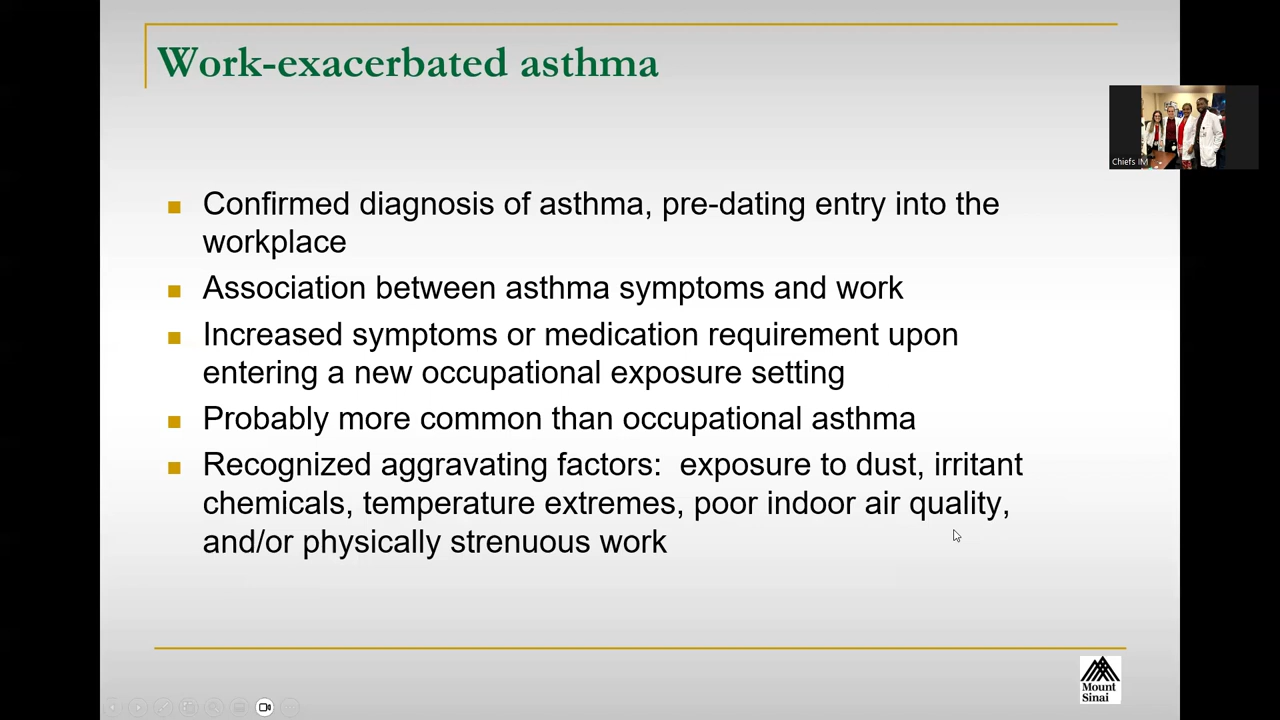 Work-exacerbated asthma
Chiefs IM
Confirmed diagnosis of asthma, pre-dating entry into the
workplace
Association between asthma symptoms and work
Increased symptoms or medication requirement upon
entering a new occupational exposure setting
Probably more common than occupational asthma
Recognized aggravating factors:  exposure to dust, irritant
chemicals, temperature extremes, poor indoor air quality,
and/or physically strenuous work
Mount
Sinai